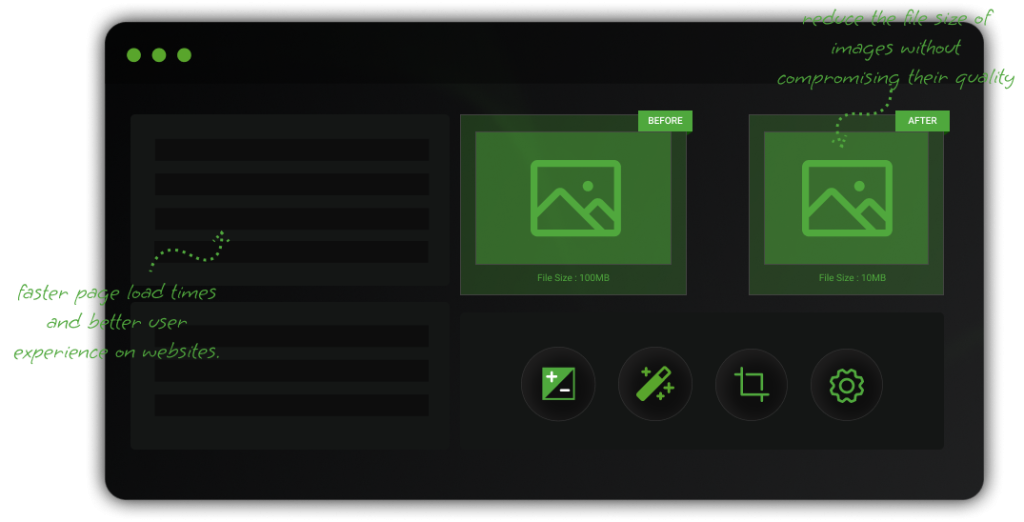 reduce the file size of
images without
compromising their quality
BEFORE
AFTER
File Size : 100MB
File Size : 10MB
faster page load times
and better user
experience on websites.